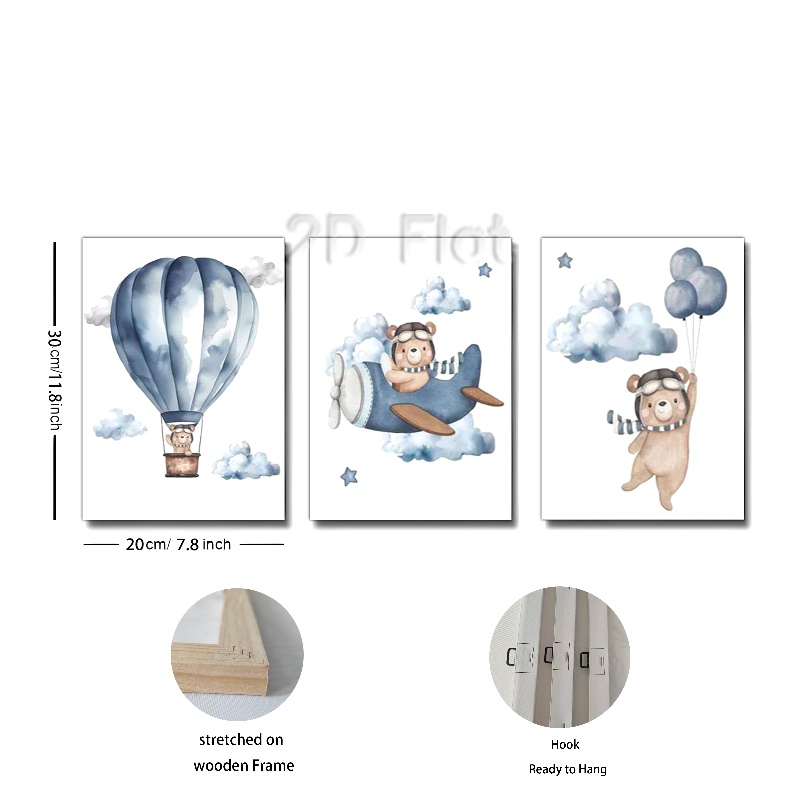 2D Flat
30cm/11.8inch
20cm/ 7.8 inch
stretched on
wooden Frame
Hook
Ready to Hang